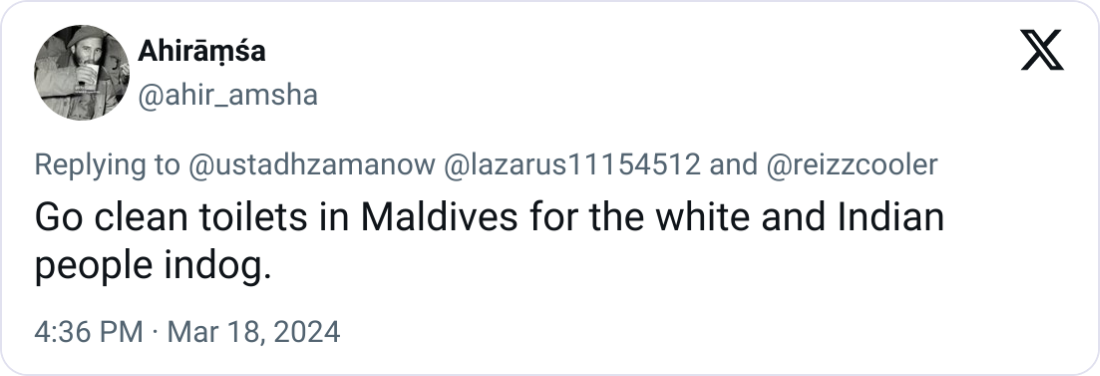 Ahirāṃśa
@ahir_amsha
Replying to @ustadhzamanow @lazarus11154512 and @reizzcooler
Go clean toilets in Maldives for the white and Indian
people indog.
4:36 PM · Mar 18, 2024